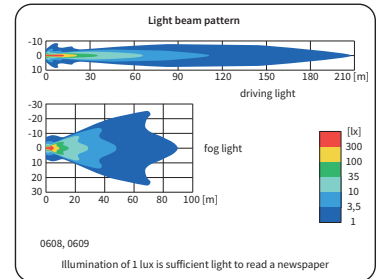 Light beam pattern
-10
0
10
0 30 60 90 120 150 180 210 [m]
driving light
-30
-20
-10
0
10
20
30
0 20 40 60 80 100 [m]
fog light
[lx]
300
100
35
10
3,5
1
0608, 0609
Illumination of 1 lux is sufficient light to read a newspaper